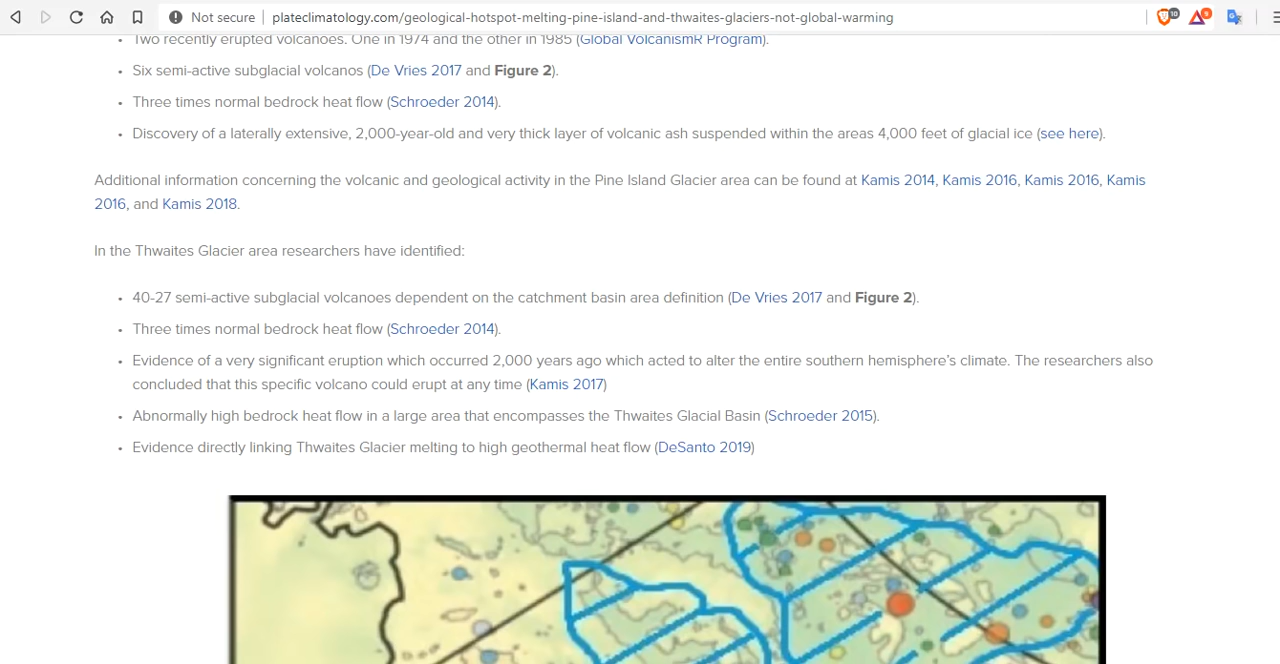 Not secure | plateclimatology.com/geological-hotspot-melting-pine-island-and-thwaites-glaciers-not-global-warming
10
9
• Two recently erupted volcanoes. One in 1974 and the other in 1985 (Global VolcanismR Program).
• Six semi-active subglacial volcanos (De Vries 2017 and Figure 2).
• Three times normal bedrock heat flow (Schroeder 2014).
• Discovery of a laterally extensive, 2,000-year-old and very thick layer of volcanic ash suspended within the areas 4,000 feet of glacial ice (see here).
Additional information concerning the volcanic and geological activity in the Pine Island Glacier area can be found at Kamis 2014, Kamis 2016, Kamis 2016, Kamis
2016, and Kamis 2018.
In the Thwaites Glacier area researchers have identified:
• 40-27 semi-active subglacial volcanoes dependent on the catchment basin area definition (De Vries 2017 and Figure 2).
• Three times normal bedrock heat flow (Schroeder 2014).
• Evidence of a very significant eruption which occurred 2,000 years ago which acted to alter the entire southern hemisphere's climate. The researchers also
concluded that this specific volcano could erupt at any time (Kamis 2017)
• Abnormally high bedrock heat flow in a large area that encompasses the Thwaites Glacial Basin (Schroeder 2015).
• Evidence directly linking Thwaites Glacier melting to high geothermal heat flow (DeSanto 2019)